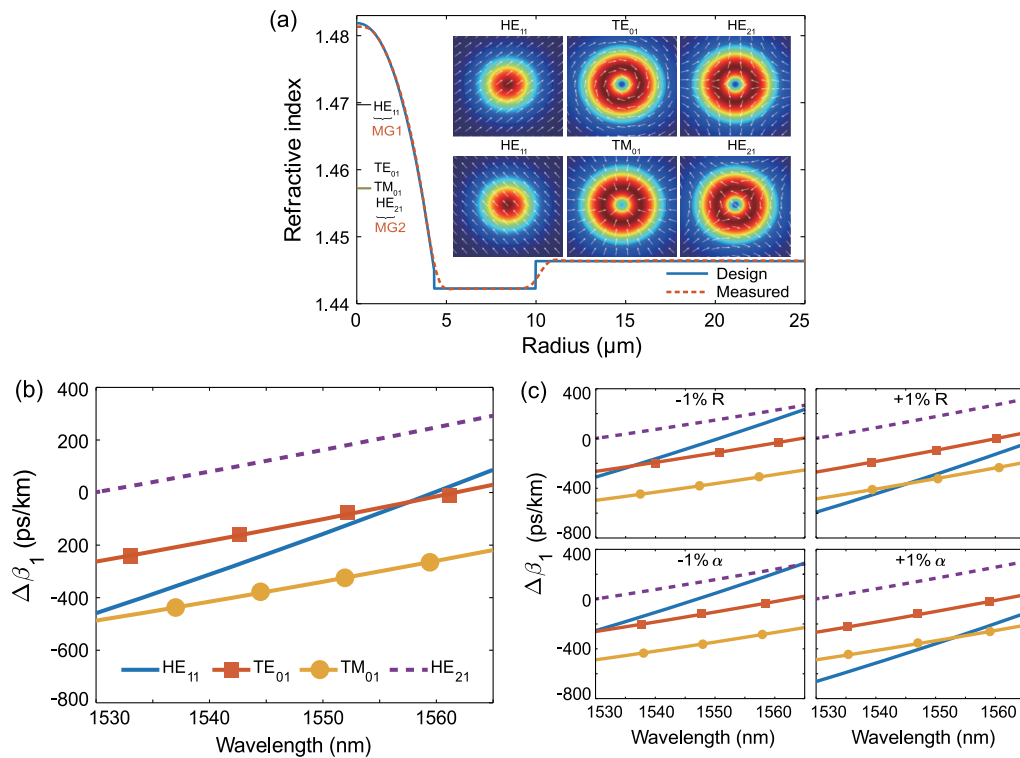 (a)
HE11 TE01 HE21
HE11 TM01 HE21
Refractive index
1.48
1.47
1.46
1.45
1.44
HE11
MG1
TE01
TM01
HE21
MG2
Design
Measured
0 5 10 15 20 25
Radius (µm)
(b)
Δβ1 (ps/km)
400
200
0
200
-400
-600
-800
HE11 TE01 TM01 HE21
1530 1540 1550 1560
Wavelength (nm)
(c)
Δβ1 (ps/km)
-1% R +1% R
400
0
-400
-800
-1% α +1% α
400
0
-400
-800
1530 1540 1550 1560 1530 1540 1550 1560
Wavelength (nm) Wavelength (nm)